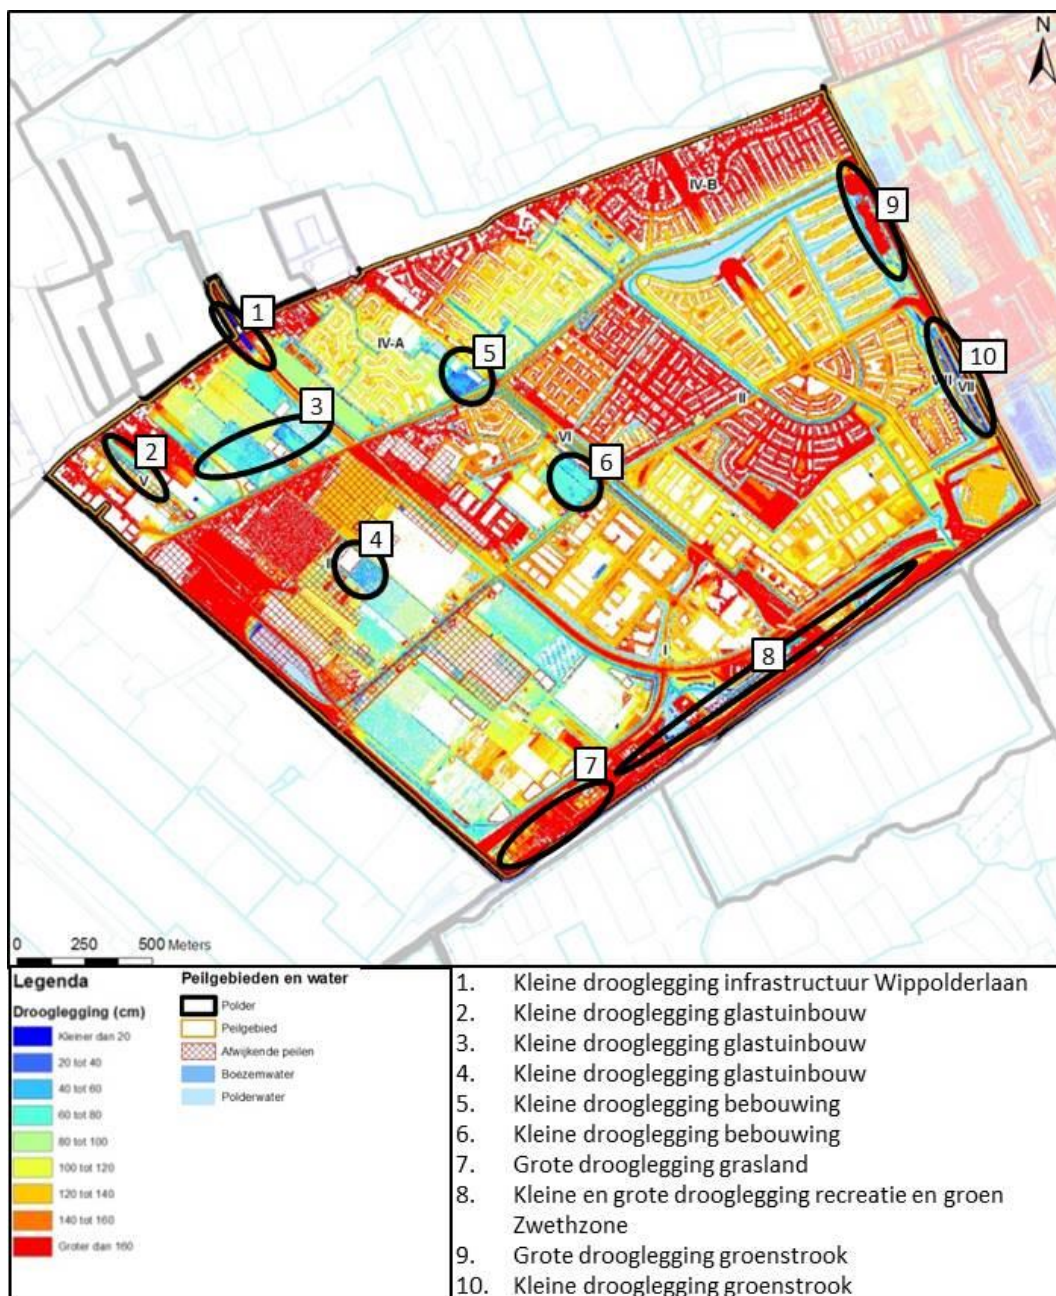 N
IV-B
9
1
IV-A
5
10
3
II
VII
VII
2
VI
6
V
4
I
8
7
0 250 500 Meters
Legenda
Drooglegging (cm)
Kleiner dan 20
20 tot 40
40 tot 60
60 tot 80
80 tot 100
100 tot 120
120 tot 140
140 tot 160
Groter dan 160
Peilgebieden en water
Polder
Peilgebied
Afwijkende peilen
Boezemwater
Polderwater
1. Kleine drooglegging infrastructuur Wippolderlaan
2. Kleine drooglegging glastuinbouw
3. Kleine drooglegging glastuinbouw
4. Kleine drooglegging glastuinbouw
5. Kleine drooglegging bebouwing
6. Kleine drooglegging bebouwing
7. Grote drooglegging grasland
8. Kleine en grote drooglegging recreatie en groen
Zwethzone
9. Grote drooglegging groenstrook
10. Kleine drooglegging groenstrook